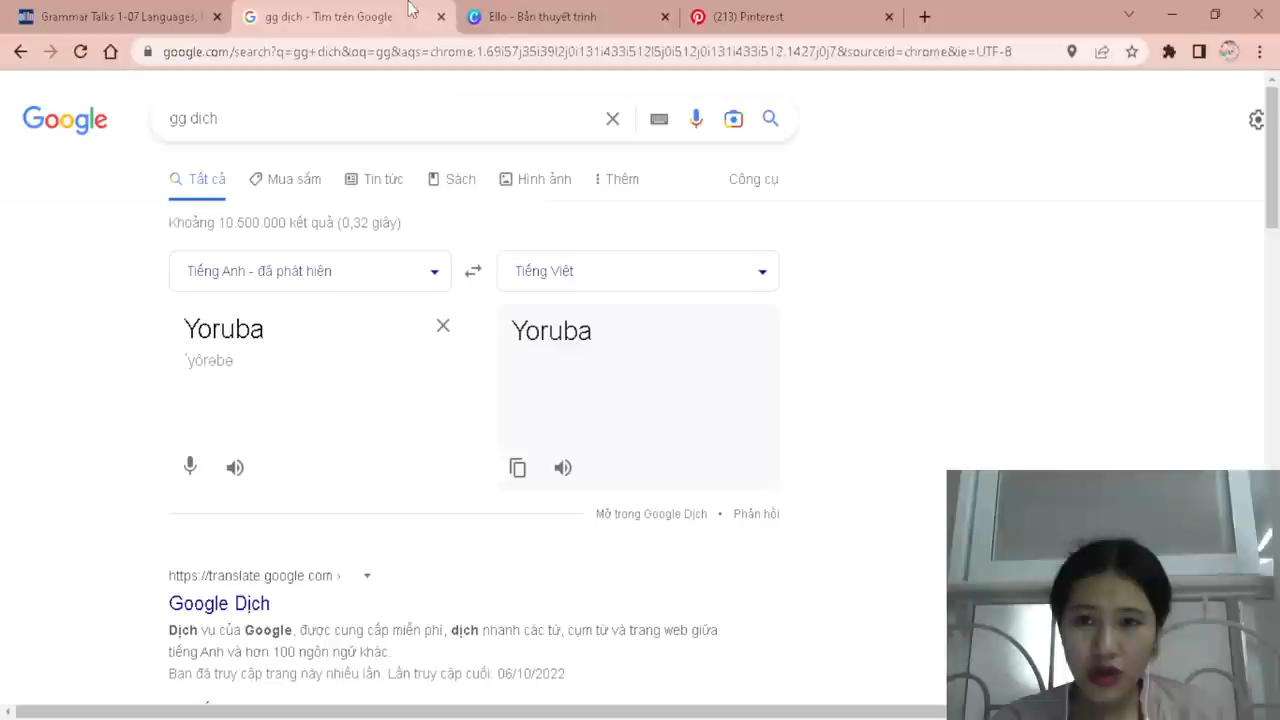 Grammar Talks 1-07 Languages, I
gg dịch - Tìm trên Google
Ello - Bản thuyết trình
(213) Pinterest
google.com/search?q=gg+dich&oq=gg&aqs=chrome.1.69i57j35i39l2j0i131i433i512l5j0i512j0i131i433i512.1427j0j7&sourceid=chrome&ie=UTF-8
Google
gg dich
Tất cả
Mua sắm
Tin tức
Sách
Hình ảnh
Thêm
Công cụ
Khoảng 10.500.000 kết quả (0,32 giây)
Tiếng Anh - đã phát hiện
Tiếng Việt
Yoruba
Yoruba
ˈyôrəbə
Mở trong Google Dịch • Phản hồi
https://translate.google.com ›
Google Dịch
Dịch vụ của Google, được cung cấp miễn phí, dịch nhanh các từ, cụm từ và trang web giữa
tiếng Anh và hơn 100 ngôn ngữ khác.
Bạn đã truy cập trang này nhiều lần. Lần truy cập cuối: 06/10/2022